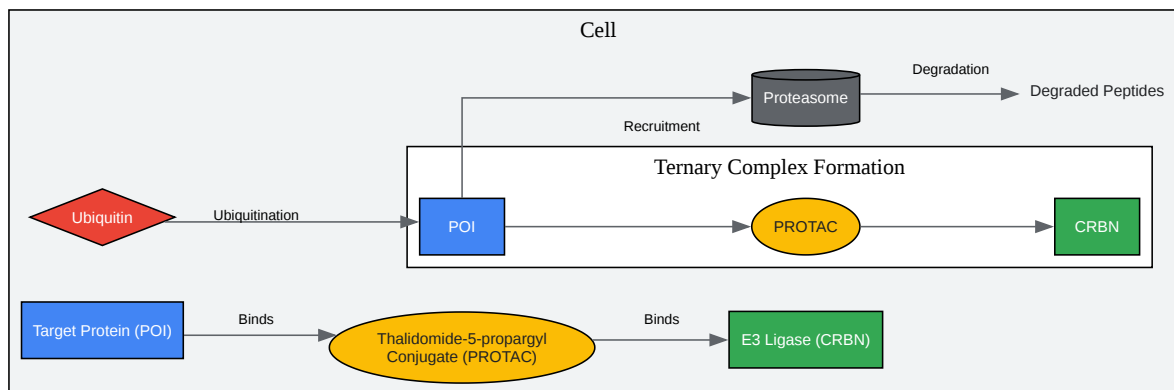 Cell
Degradation
Proteasome
Degraded Peptides
Recruitment
Ternary Complex Formation
Ubiquitin
Ubiquitination
POI
PROTAC
CRBN
Target Protein (POI)
Binds
Thalidomide-5-propargyl
Conjugate (PROTAC)
Binds
E3 Ligase (CRBN)